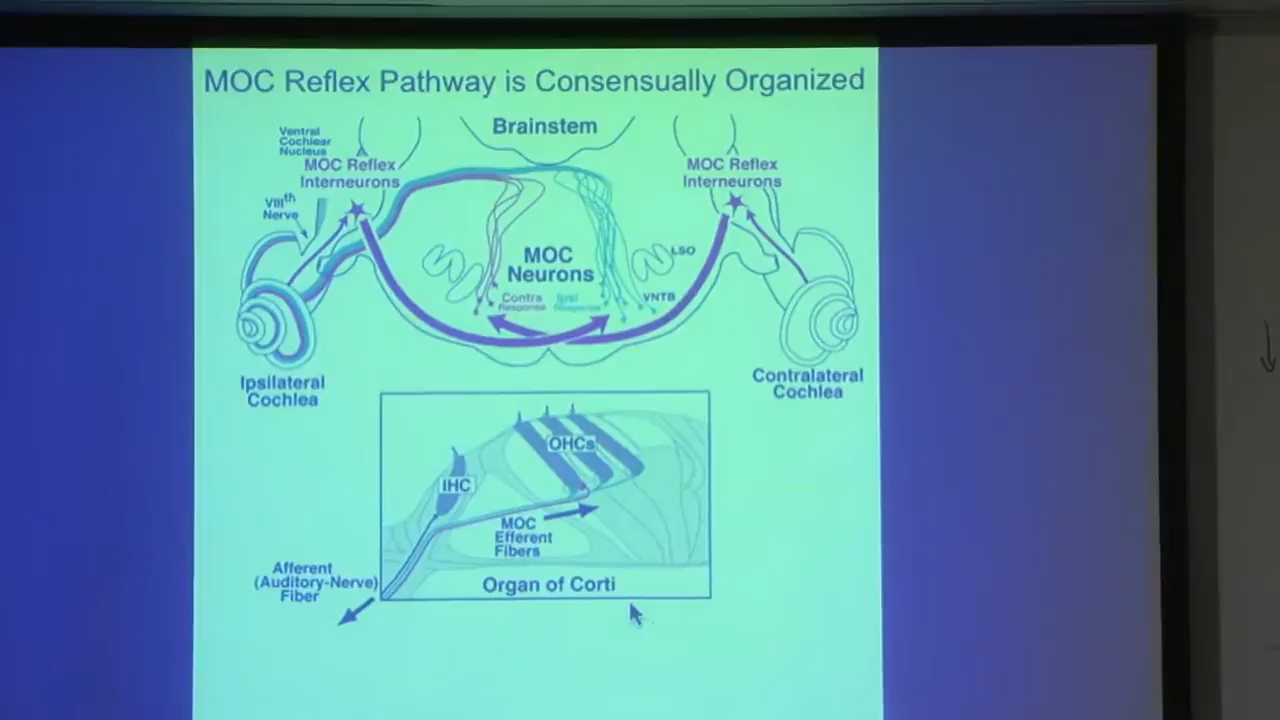 MOC Reflex Pathway is Consensually Organized
Brainstem
Ventral
Cochlear
Nucleus
MOC Reflex
Interneurons
MOC Reflex
Interneurons
VIIIth
Nerve
MOC
Neurons
LSO
Contra
Response
Ipsi
Response
VNTB
Ipsilateral
Cochlea
Contralateral
Cochlea
OHCs
IHC
MOC
Efferent
Fibers
Afferent
(Auditory-Nerve)
Fiber
Organ of Corti